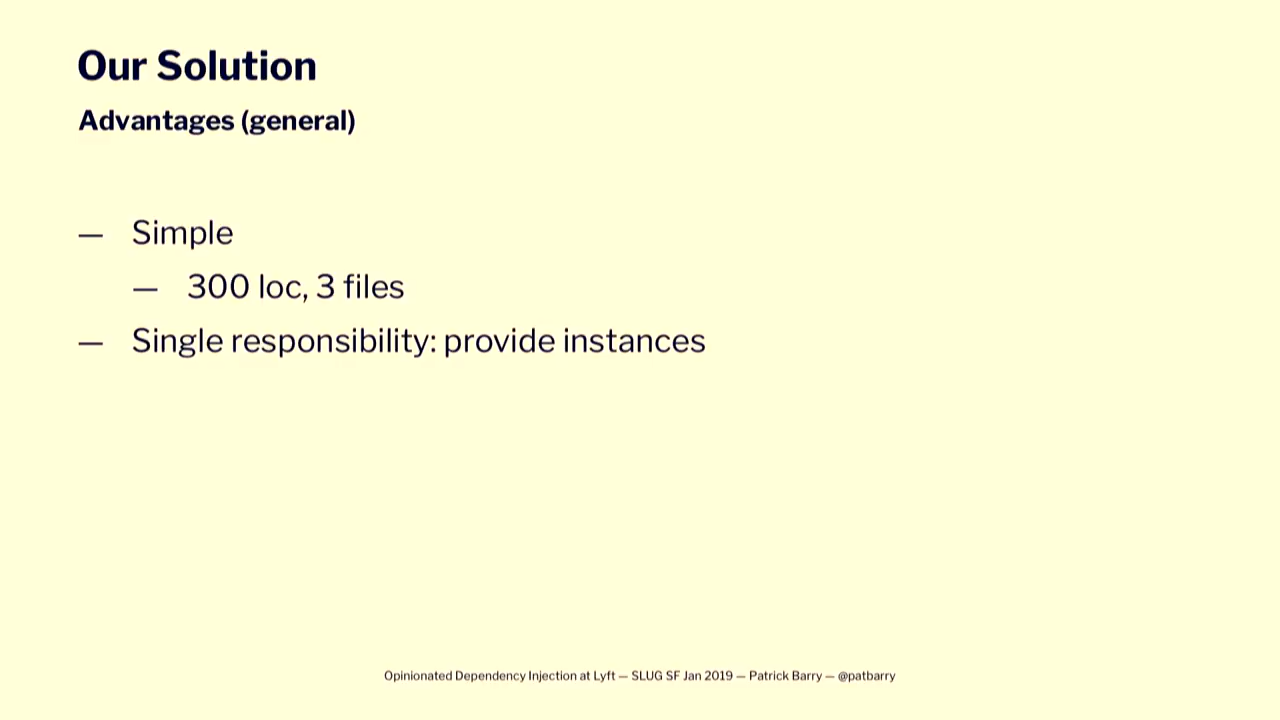 Our Solution
Advantages (general)
— Simple
— 300 loc, 3 files
— Single responsibility: provide instances
Opinionated Dependency Injection at Lyft — SLUG SF Jan 2019 — Patrick Barry — @patbarry